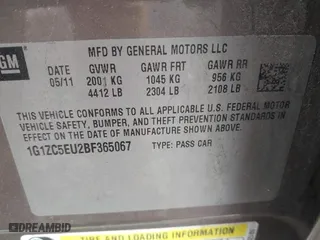 GM
MFD BY GENERAL MOTORS LLC
DATE GVWR GAWR FRT GAWR RR
05/11 2001 KG 1045 KG 956 KG
4412 LB 2304 LB 2108 LB
THIS VEHICLE CONFORMS TO ALL APPLICABLE U.S. FEDERAL MOTOR
VEHICLE SAFETY, BUMPER, AND THEFT PREVENTION STANDARDS
IN EFFECT ON THE DATE OF MANUFACTURE SHOWN ABOVE.
1G1ZC5EU2BF365067 TYPE: PASS CAR
TIRE AND LOADING INFORMATION